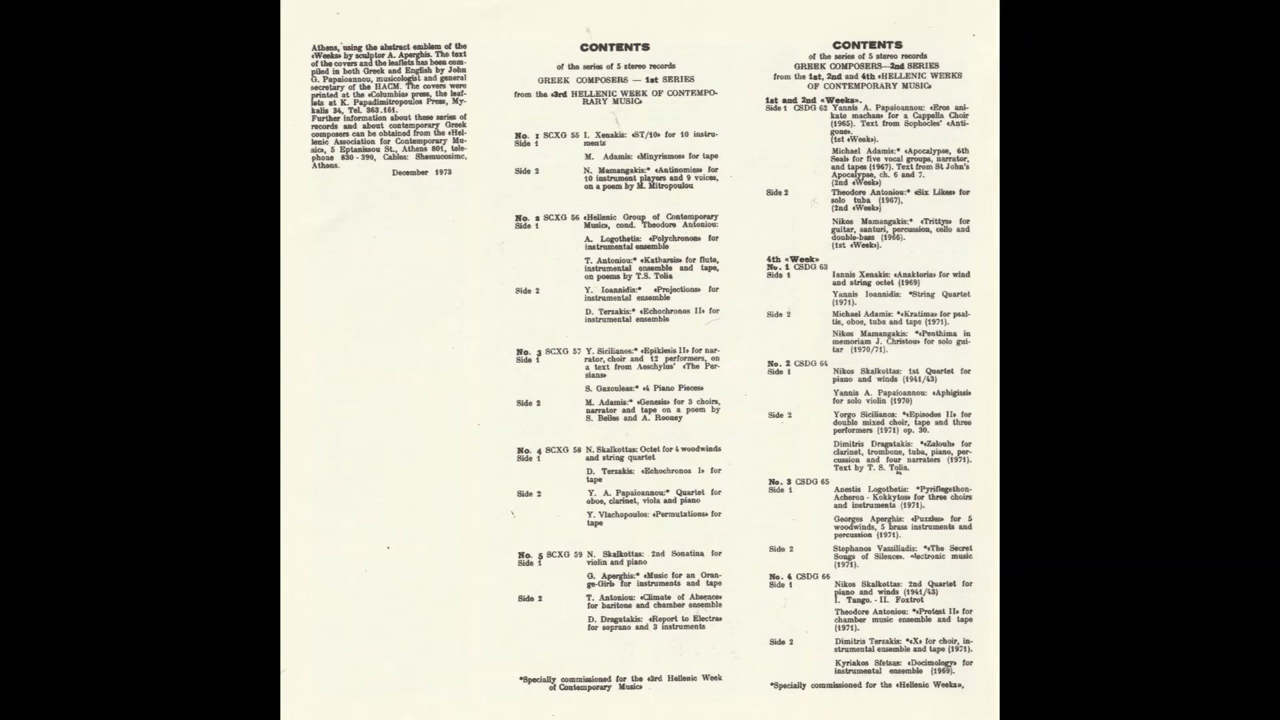 Athens, using the abstract emblem of the
«Weeks» by sculptor A. Aperghis. The text
of the covers and the leaflets has been com-
piled in both Greek and English by John
G. Papaioannou, musicologist and general
secretary of the HACM. The covers were
printed at the «Columbia» press, the leaf-
lets at K. Papadimitropoulos Press, My-
kalis 34, Tel. 363.161.
Further information about these series of
records and about contemporary Greek
composers can be obtained from the «Hel-
lenic Association for Contemporary Mu-
sic», 5 Eptanissou St., Athens 801, tele-
phone 830-390, Cables: Shemucosimc,
Athens.
December 1973
CONTENTS
of the series of 5 stereo records
GREEK COMPOSERS — 1st SERIES
from the «3rd HELLENIC WEEK OF CONTEMPO-
RARY MUSIC»
No. 1 SCXG 55 I. Xenakis: «ST/10» for 10 instru-
Side 1 ments
M. Adamis: «Minyrismos» for tape
Side 2 N. Mamangakis:* «Antinomies» for
10 instrument players and 9 voices,
on a poem by M. Mitropoulou
No. 2 SCXG 56 «Hellenic Group of Contemporary
Side 1 Music», cond. Theodore Antoniou:
A. Logothetis: «Polychronon» for
instrumental ensemble
T. Antoniou:* «Katharsis» for flute,
instrumental ensemble and tape,
on poems by T.S. Tolia
Side 2 Y. Ioannidis:* «Projections» for
instrumental ensemble
D. Terzakis:* «Echochronos II» for
instrumental ensemble
No. 3 SCXG 57 Y. Sicilianos:* «Epiklesis II» for nar-
Side 1 rator, choir and 12 performers, on
a text from Aeschylus' «The Per-
sians»
S. Gazouleas:* «4 Piano Pieces»
Side 2 M. Adamis:* «Genesis» for 3 choirs,
narrator and tape on a poem by
S. Beiles and A. Rooney
No. 4 SCXG 58 N. Skalkottas: Octet for 4 woodwinds
Side 1 and string quartet
D. Terzakis: «Echochronos I» for
tape
Side 2 Y. A. Papaioannou:* Quartet for
oboe, clarinet, viola and piano
Y. Vlachopoulos: «Permutations» for
tape
No. 5 SCXG 59 N. Skalkottas: 2nd Sonatina for
Side 1 violin and piano
G. Aperghis:* «Music for an Oran-
ge-Girl» for instruments and tape
Side 2 T. Antoniou: «Climate of Absence»
for baritone and chamber ensemble
D. Dragatakis: «Report to Electra»
for soprano and 3 instruments
*Specially commissioned for the «3rd Hellenic Week
of Contemporary Music»
CONTENTS
of the series of 5 stereo records
GREEK COMPOSERS—2nd SERIES
from the 1st, 2nd and 4th «HELLENIC WEEKS
OF CONTEMPORARY MUSIC»
1st and 2nd «Weeks».
Side 1 CSDG 62 Yannis A. Papaioannou: «Eros ani-
kate machan» for a Cappella Choir
(1965). Text from Sophocles' «Anti-
gone».
(1st «Week»).
Michael Adamis:* «Apocalypse, 6th
Seal» for five vocal groups, narrator,
and tapes (1967). Text from St John's
Apocalypse, ch. 6 and 7.
(2nd «Week»)
Side 2 Theodore Antoniou:* «Six Likes» for
solo tuba (1967),
(2nd «Week»)
Nikos Mamangakis:* «Trittys» for
guitar, santuri, percussion, cello and
double-bass (1966).
(1st «Week»).
4th «Week»
No. 1 CSDG 63
Side 1 Iannis Xenakis: «Anaktoria» for wind
and string octet (1969)
Yannis Ioannidis: *String Quartet
(1971).
Side 2 Michael Adamis: *«Kratima» for psal-
tis, oboe, tuba and tape (1971).
Nikos Mamangakis: *«Penthima in
memoriam J. Christou» for solo gui-
tar (1970/71).
No. 2 CSDG 64
Side 1 Nikos Skalkottas: 1st Quartet for
piano and winds (1941/43)
Yannis A. Papaioannou: «Aphigissi»
for solo violin (1970)
Side 2 Yorgo Sicilianos: *«Episodes II» for
double mixed choir, tape and three
performers (1971) op. 30.
Dimitris Dragatakis: *«Zalouh» for
clarinet, trombone, tuba, piano, per-
cussion and four narrators (1971).
Text by T. S. Tolia.
No. 3 CSDG 65
Side 1 Anestis Logothetis: *Pyriflegethon-
Acheron - Kokkytos» for three choirs
and instruments (1971).
Georges Aperghis: «Puzzles» for 5
woodwinds, 5 brass instruments and
percussion (1971).
Side 2 Stephanos Vassiliadis: *«The Secret
Songs of Silence». electronic music
(1971).
No. 4 CSDG 66
Side 1 Nikos Skalkottas: 2nd Quartet for
piano and winds (1941/43)
I. Tango. - II. Foxtrot
Theodore Antoniou: *«Protest II» for
chamber music ensemble and tape
(1971).
Side 2 Dimitris Terzakis: *«X» for choir, in-
strumental ensemble and tape (1971).
Kyriakos Sfetsas: «Docimology» for
instrumental ensemble (1969).
*Specially commissioned for the «Hellenic Weeks»,